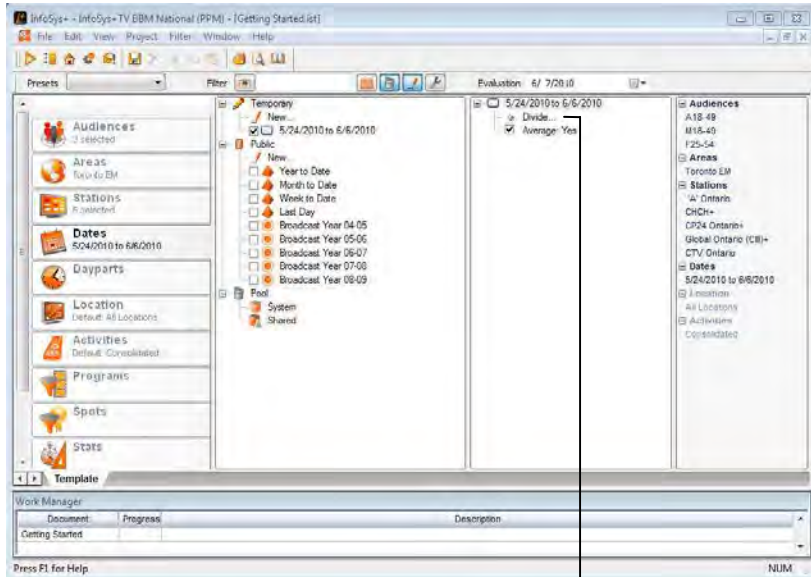 InfoSys+ - InfoSys+TV BBM National (PPM) - [Getting Started.ist]
File Edit View Project Filter Window Help
Presets
Filter
Evaluation 6/ 7/2010
Audiences
3 selected
Areas
Toronto EM
Stations
5 selected
Dates
5/24/2010 to 6/6/2010
Dayparts
Location
Default: All Locations
Activities
Default: Consolidated
Programs
Spots
Stats
Temporary
New...
5/24/2010 to 6/6/2010
Public
New...
Year to Date
Month to Date
Week to Date
Last Day
Broadcast Year 04-05
Broadcast Year 05-06
Broadcast Year 06-07
Broadcast Year 07-08
Broadcast Year 08-09
Pool
System
Shared
5/24/2010 to 6/6/2010
Divide...
Average: Yes
Audiences
A18-49
M18-49
F25-54
Areas
Toronto EM
Stations
'A' Ontario
CHCH+
CP24 Ontario+
Global Ontario (CIII)+
CTV Ontario
Dates
5/24/2010 to 6/6/2010
Location
All Locations
Activities
Consolidated
Template
Work Manager
Document Progress Description
Getting Started
Press F1 for Help
NUM